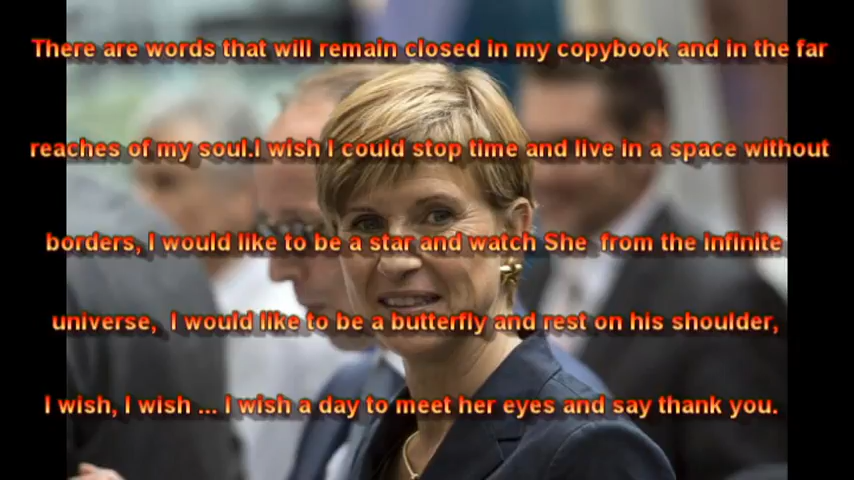 There are words that will remain closed in my copybook and in the far
reaches of my soul.I wish I could stop time and live in a space without
borders, I would like to be a star and watch She  from the infinite
universe,  I would like to be a butterfly and rest on his shoulder,
I wish, I wish ... I wish a day to meet her eyes and say thank you.